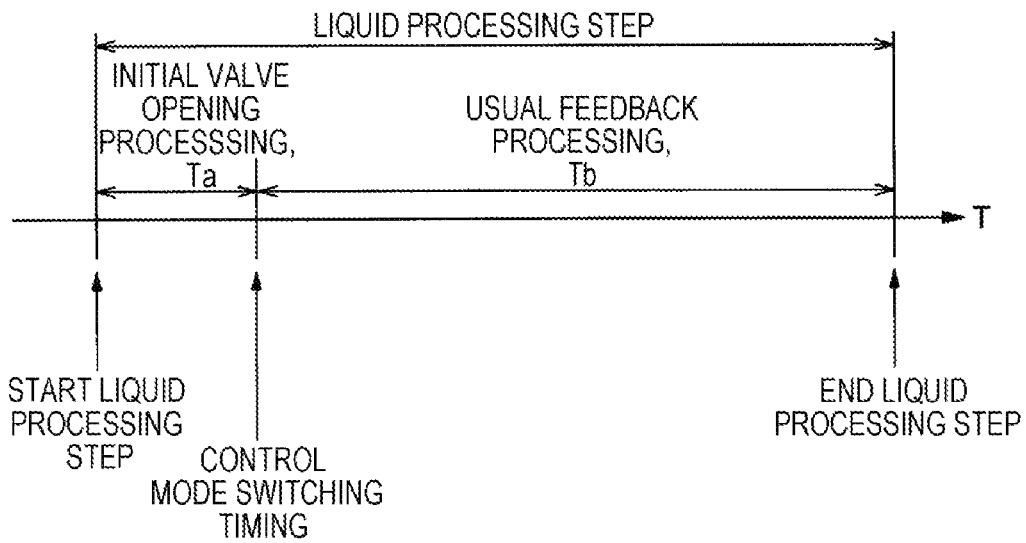 LIQUID PROCESSING STEP
INITIAL VALVE
OPENING
PROCESSSING,
Ta
USUAL FEEDBACK
PROCESSING,
Tb
T
START LIQUID
PROCESSING
STEP
CONTROL
MODE SWITCHING
TIMING
END LIQUID
PROCESSING STEP